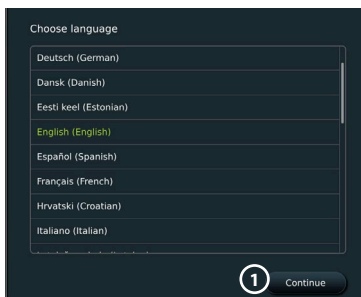 Choose language
Deutsch (German)
Dansk (Danish)
Eesti keel (Estonian)
English (English)
Español (Spanish)
Français (French)
Hrvatski (Croatian)
Italiano (Italian)
1 Continue